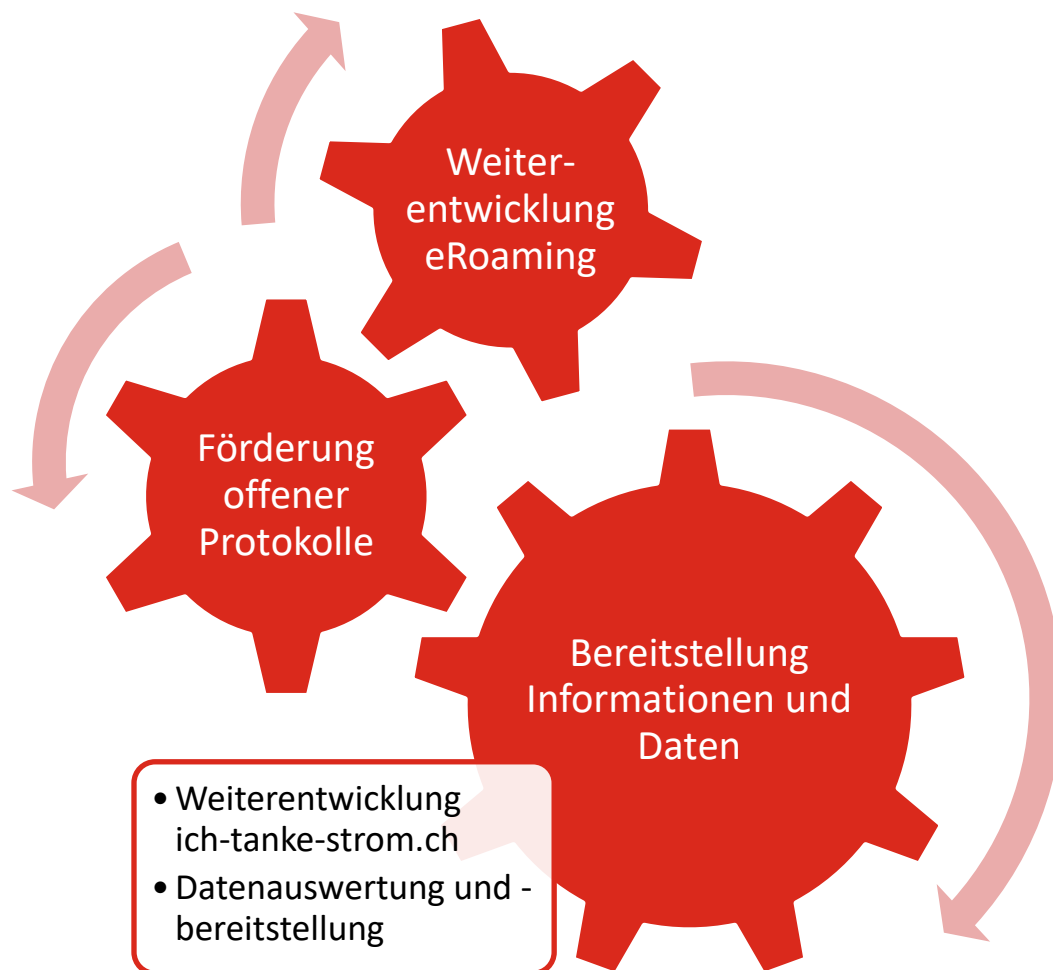 Weiter-
entwicklung
eRoaming
Förderung
offener
Protokolle
Bereitstellung
Informationen und
Daten
• Weiterentwicklung
ich-tanke-strom.ch
• Datenauswertung und -
bereitstellung